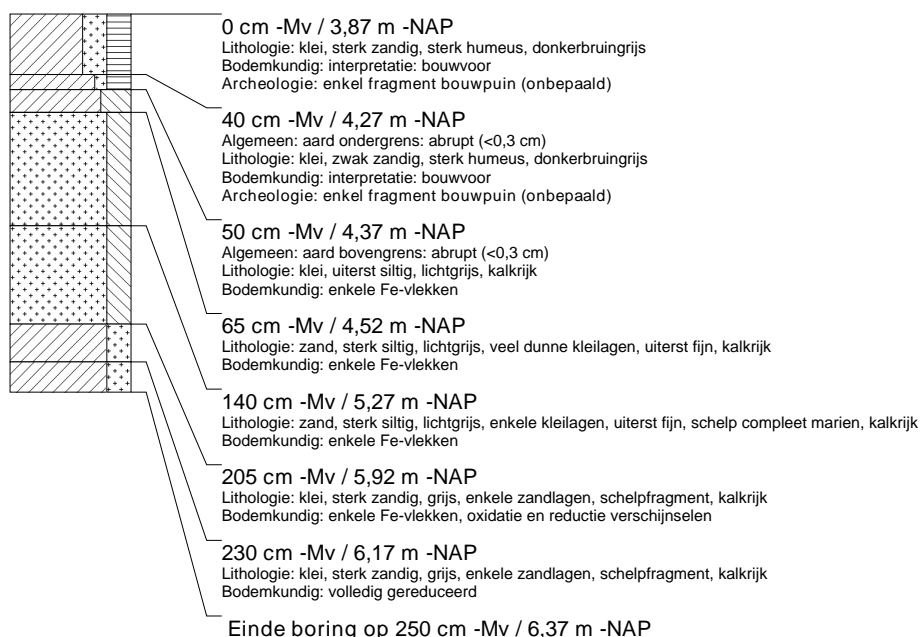 0 cm -Mv / 3,87 m -NAP
Lithologie: klei, sterk zandig, sterk humeus, donkerbruingrijs
Bodemkundig: interpretatie: bouwvoor
Archeologie: enkel fragment bouwpuin (onbepaald)
40 cm -Mv / 4,27 m -NAP
Algemeen: aard ondergrens: abrupt (<0,3 cm)
Lithologie: klei, zwak zandig, sterk humeus, donkerbruingrijs
Bodemkundig: interpretatie: bouwvoor
Archeologie: enkel fragment bouwpuin (onbepaald)
50 cm -Mv / 4,37 m -NAP
Algemeen: aard bovengrens: abrupt (<0,3 cm)
Lithologie: klei, uiterst siltig, lichtgrijs, kalkrijk
Bodemkundig: enkele Fe-vlekken
65 cm -Mv / 4,52 m -NAP
Lithologie: zand, sterk siltig, lichtgrijs, veel dunne kleilagen, uiterst fijn, kalkrijk
Bodemkundig: enkele Fe-vlekken
140 cm -Mv / 5,27 m -NAP
Lithologie: zand, sterk siltig, lichtgrijs, enkele kleilagen, uiterst fijn, schelp compleet marien, kalkrijk
Bodemkundig: enkele Fe-vlekken
205 cm -Mv / 5,92 m -NAP
Lithologie: klei, sterk zandig, grijs, enkele zandlagen, schelpfragment, kalkrijk
Bodemkundig: enkele Fe-vlekken, oxidatie en reductie verschijnselen
230 cm -Mv / 6,17 m -NAP
Lithologie: klei, sterk zandig, grijs, enkele zandlagen, schelpfragment, kalkrijk
Bodemkundig: volledig gereduceerd
Einde boring op 250 cm -Mv / 6,37 m -NAP